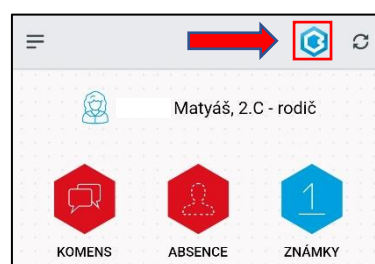 Matyáš, 2.C - rodič
1
KOMENS ABSENCE ZNÁMKY